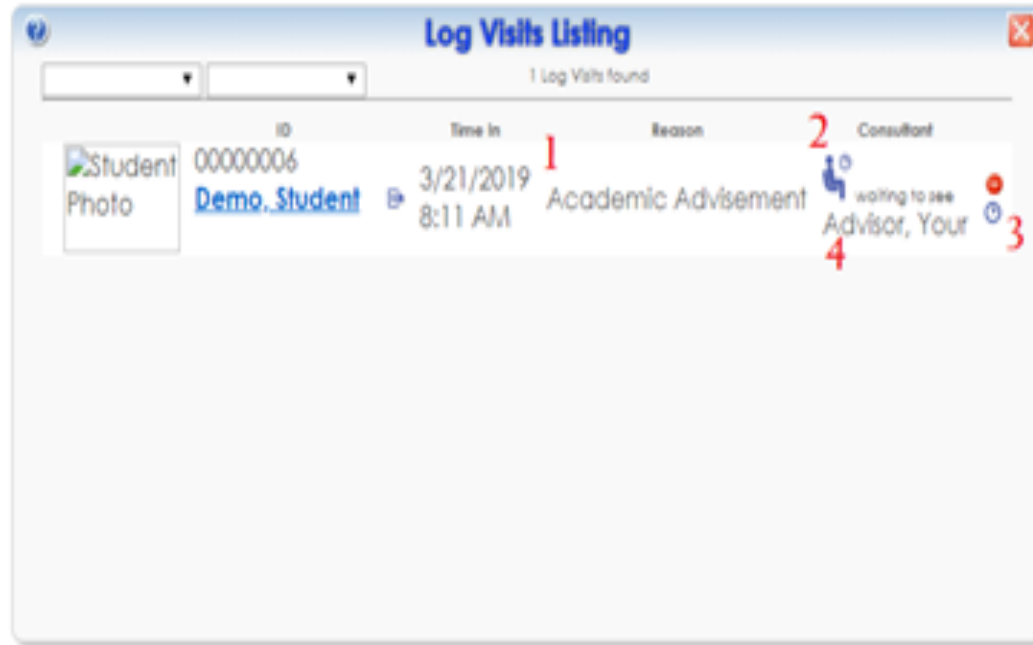 Log Visits Listing
1 Log Visits found
ID Time In Reason Consultant
Student Photo
00000006
Demo, Student
3/21/2019
8:11 AM
1
Academic Advisement
2
waiting to see
Advisor, Your
3
4